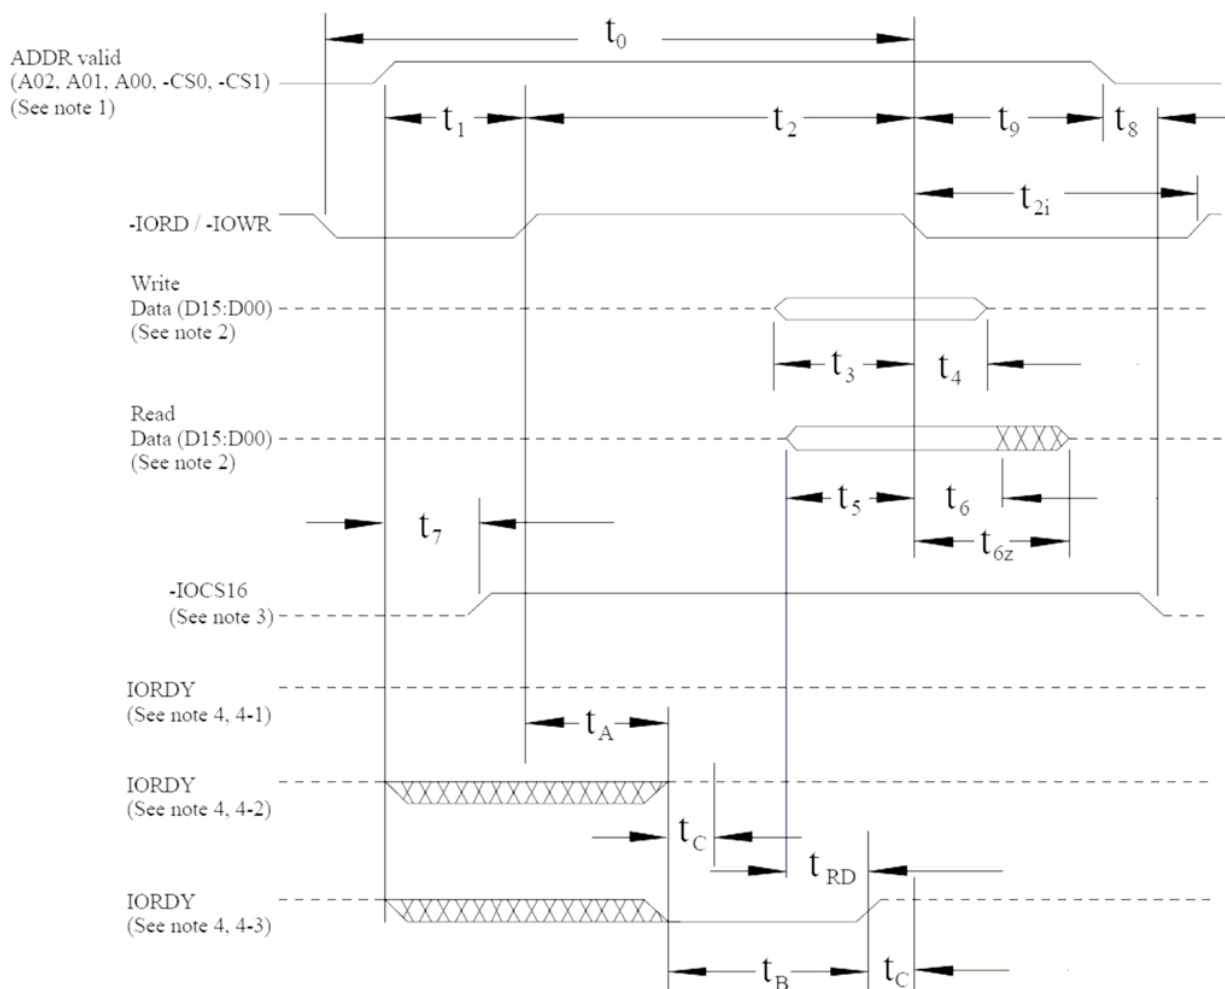 t0
ADDR valid
(A02, A01, A00, -CS0, -CS1)
(See note 1)
t1
t2
t9
t8
t2i
-IORD / -IOWR
Write
Data (D15:D00)
(See note 2)
t3
t4
Read
Data (D15:D00)
(See note 2)
t5
t6
t7
t6z
-IOCS16
(See note 3)
IORDY
(See note 4, 4-1)
tA
IORDY
(See note 4, 4-2)
tC
tRD
IORDY
(See note 4, 4-3)
tB
tC